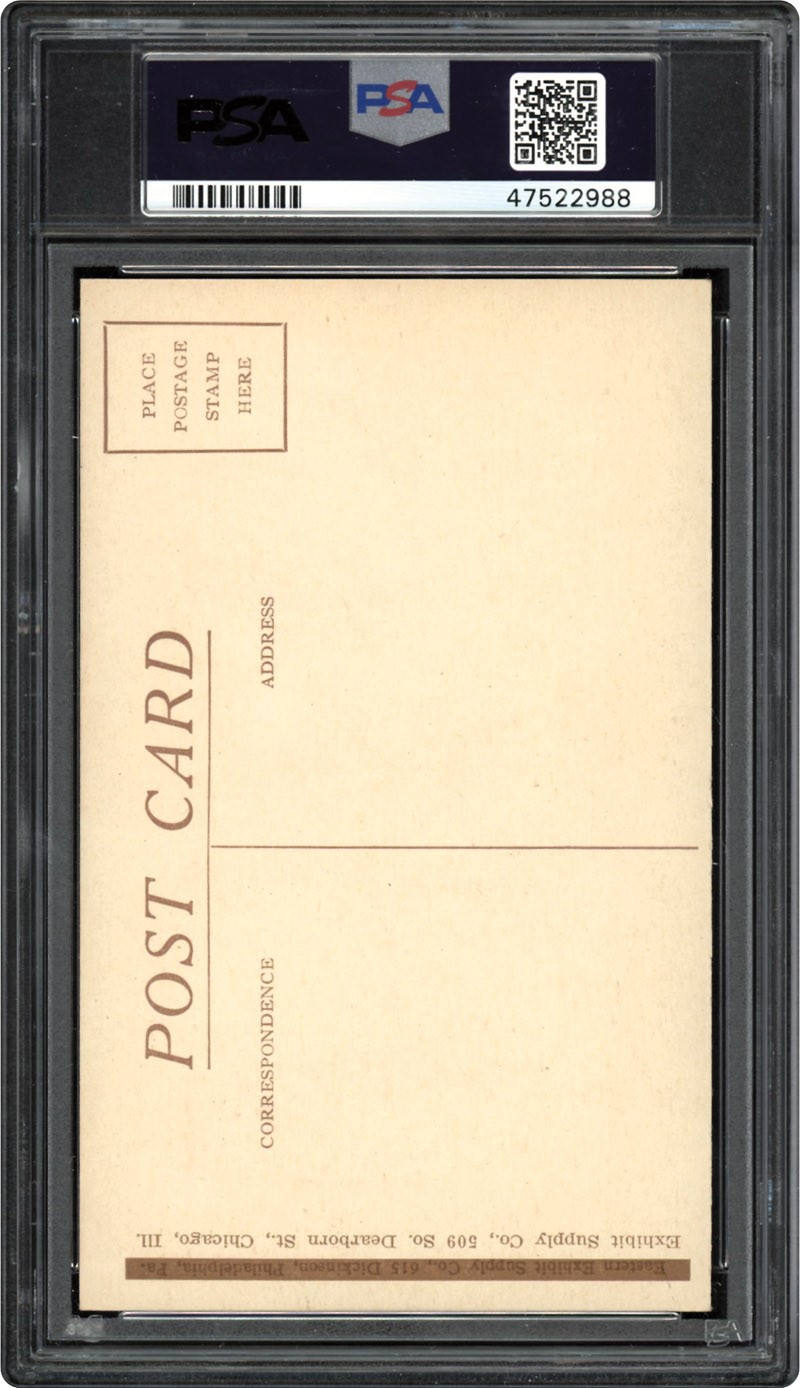 PSA
PSA
47522988
PLACE
POSTAGE
STAMP
HERE
POST CARD
ADDRESS
CORRESPONDENCE
Exhibit Supply Co., 509 So. Dearborn St., Chicago, Ill.
Eastern Exhibit Supply Co., 615 Dickinson, Philadelphia, Pa.